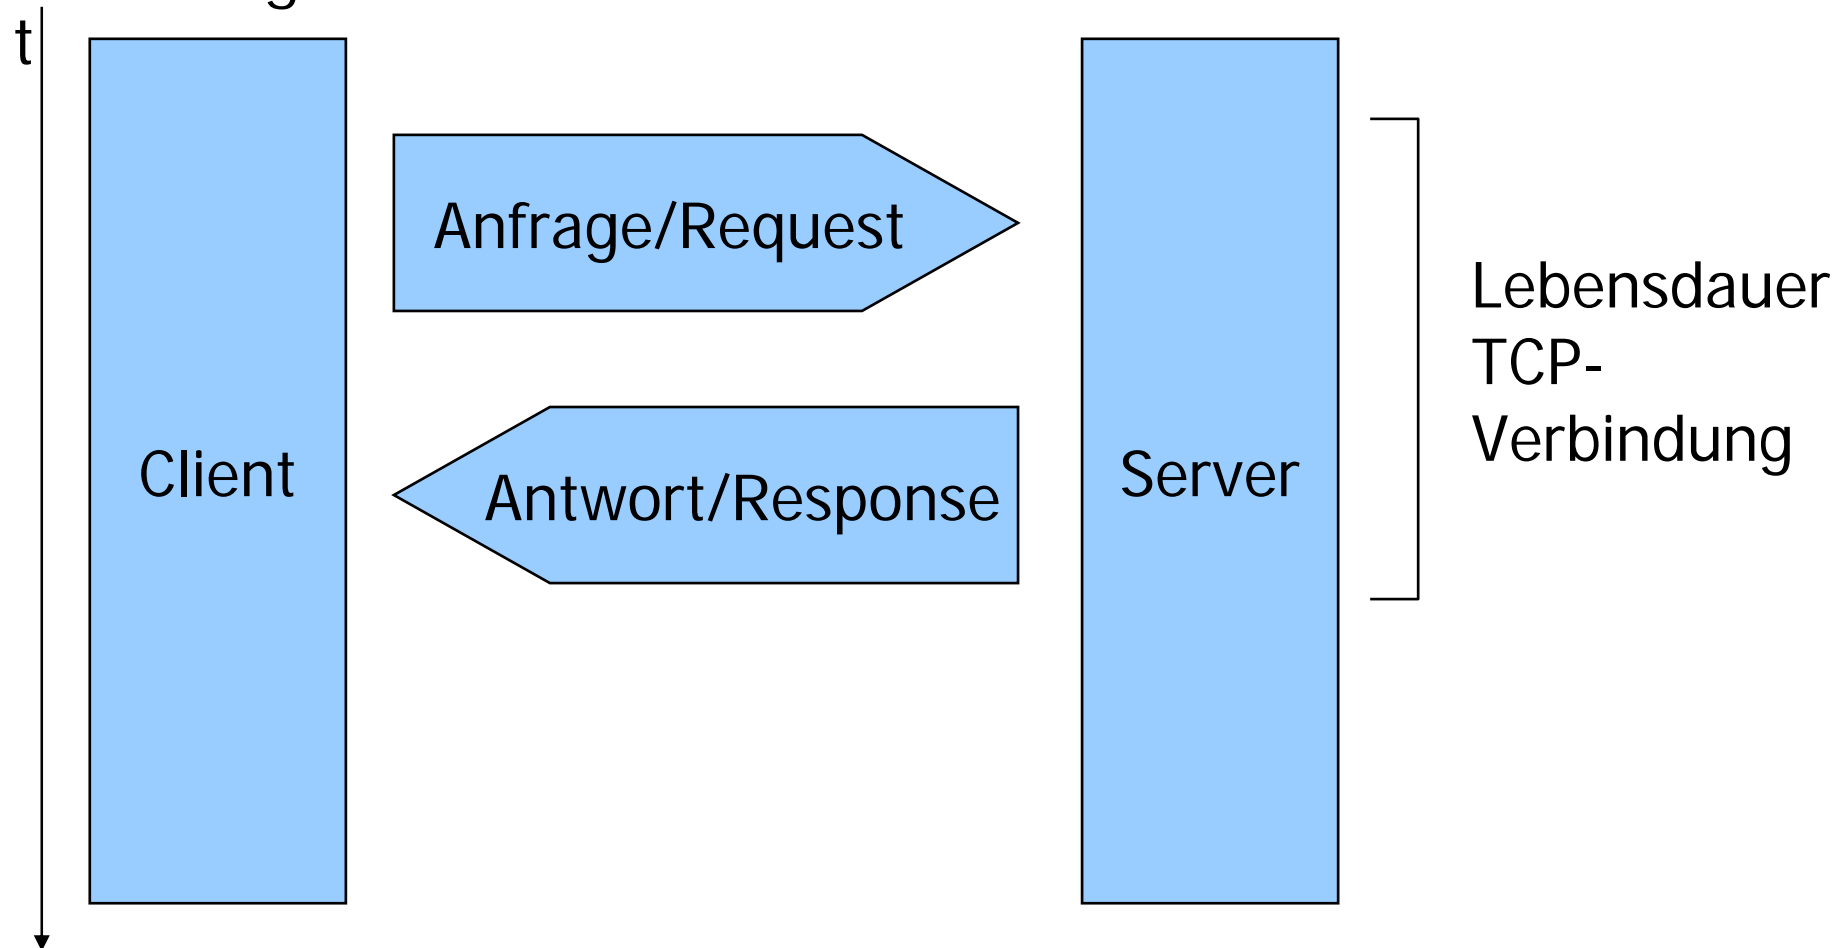 t
Anfrage/Request
Client
Antwort/Response
Server
Lebensdauer
TCP-
Verbindung